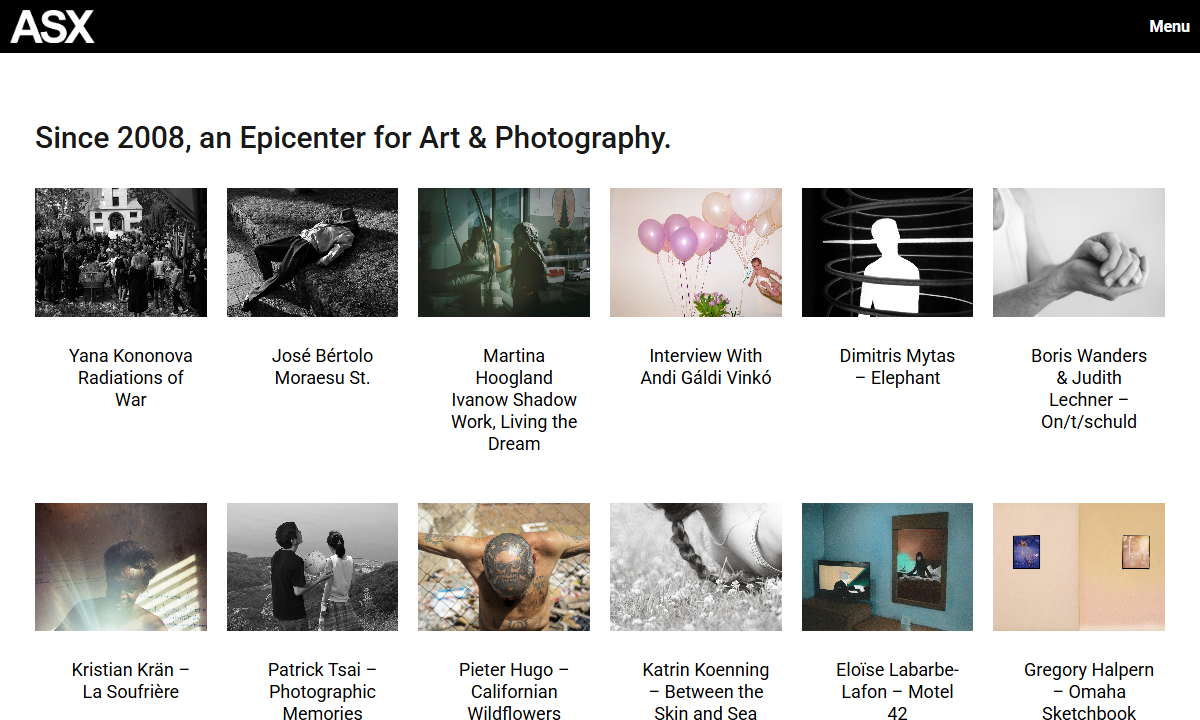 ASX
Menu
Since 2008, an Epicenter for Art & Photography.
Yana Kononova
Radiations of
War
José Bértolo
Moraesu St.
Martina
Hoogland
Ivanow Shadow
Work, Living the
Dream
Interview With
Andi Gáldi Vinkó
Dimitris Mytas
– Elephant
Boris Wanders
& Judith
Lechner –
On/t/schuld
Kristian Krän –
La Soufrière
Patrick Tsai –
Photographic
Memories
Pieter Hugo –
Californian
Wildflowers
Katrin Koenning
– Between the
Skin and Sea
Eloïse Labarbe-
Lafon – Motel
42
Gregory Halpern
– Omaha
Sketchbook